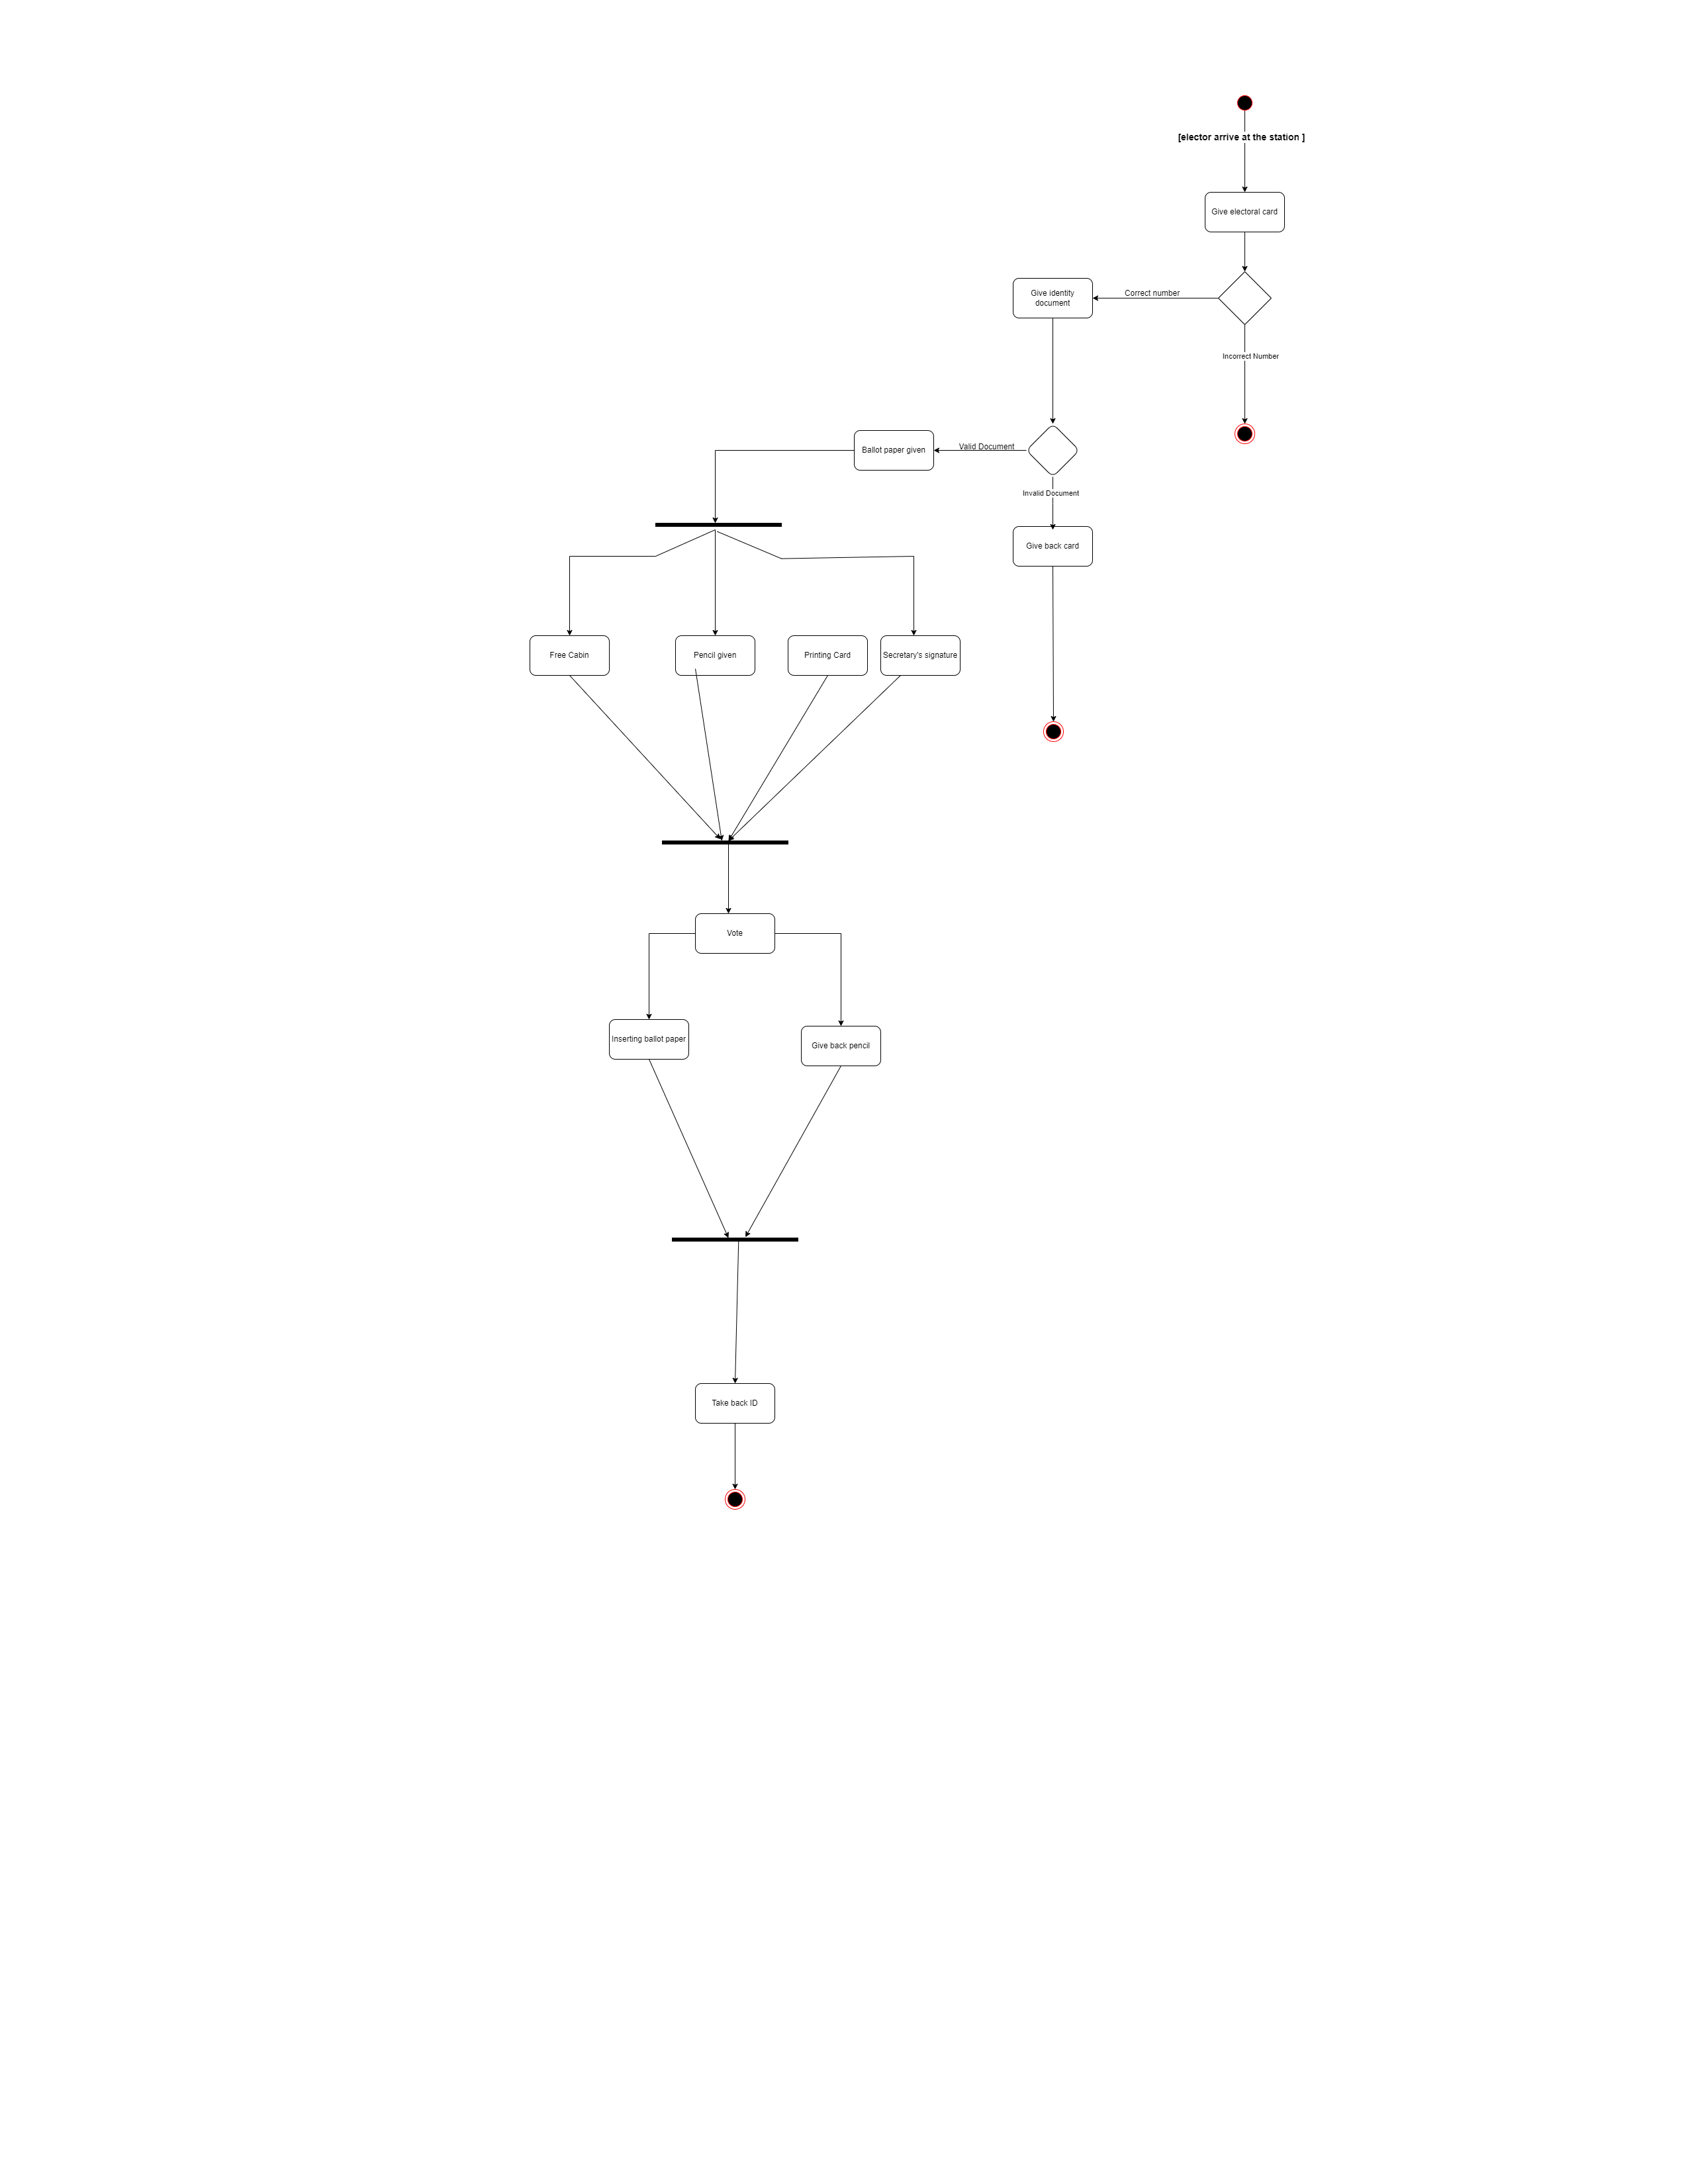 [elector arrive at the station ]
Give electoral card
Give identity
document
Correct number
Incorrect Number
Ballot paper given
Valid Document
Invalid Document
Give back card
Free Cabin
Pencil given
Printing Card
Secretary's signature
Vote
Inserting ballot paper
Give back pencil
Take back ID